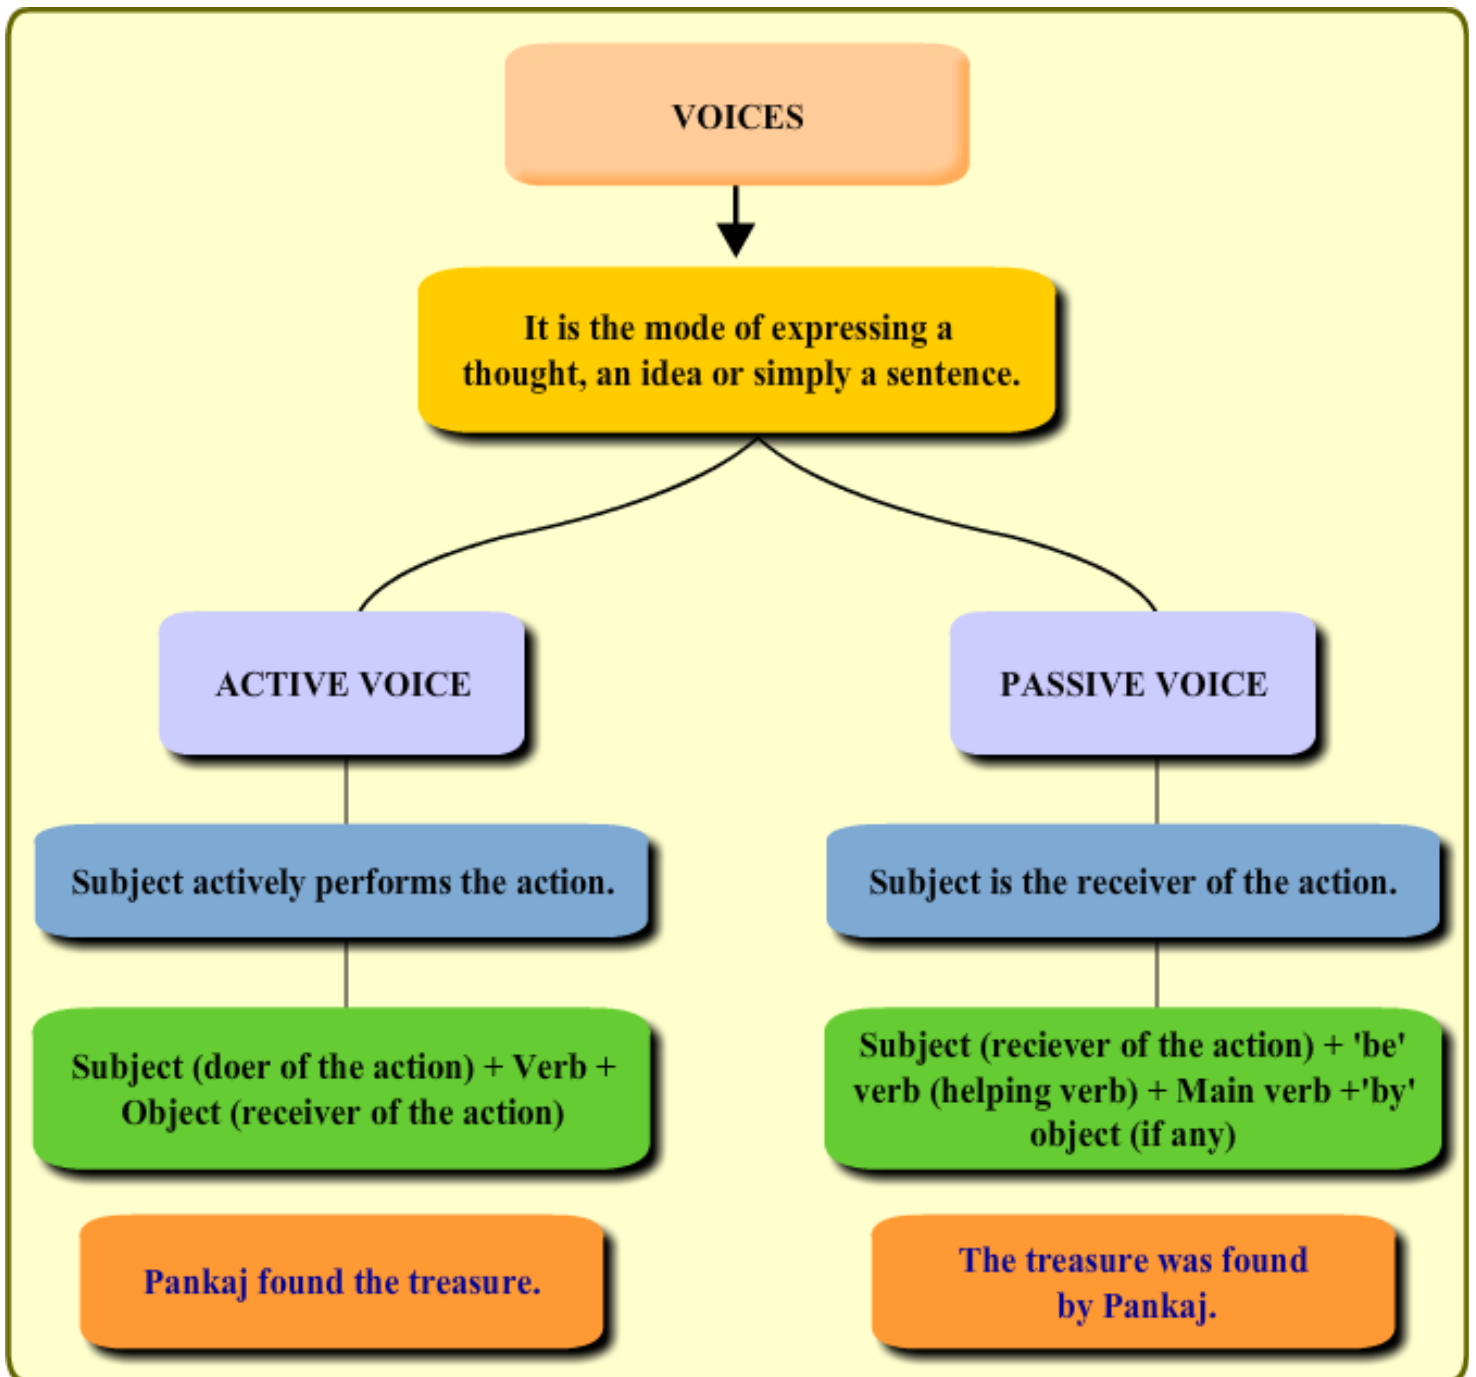 VOICES
It is the mode of expressing a
thought, an idea or simply a sentence.
ACTIVE VOICE
Subject actively performs the action.
Subject (doer of the action) + Verb +
Object (receiver of the action)
Pankaj found the treasure.
PASSIVE VOICE
Subject is the receiver of the action.
Subject (reciever of the action) + 'be'
verb (helping verb) + Main verb +'by'
object (if any)
The treasure was found
by Pankaj.